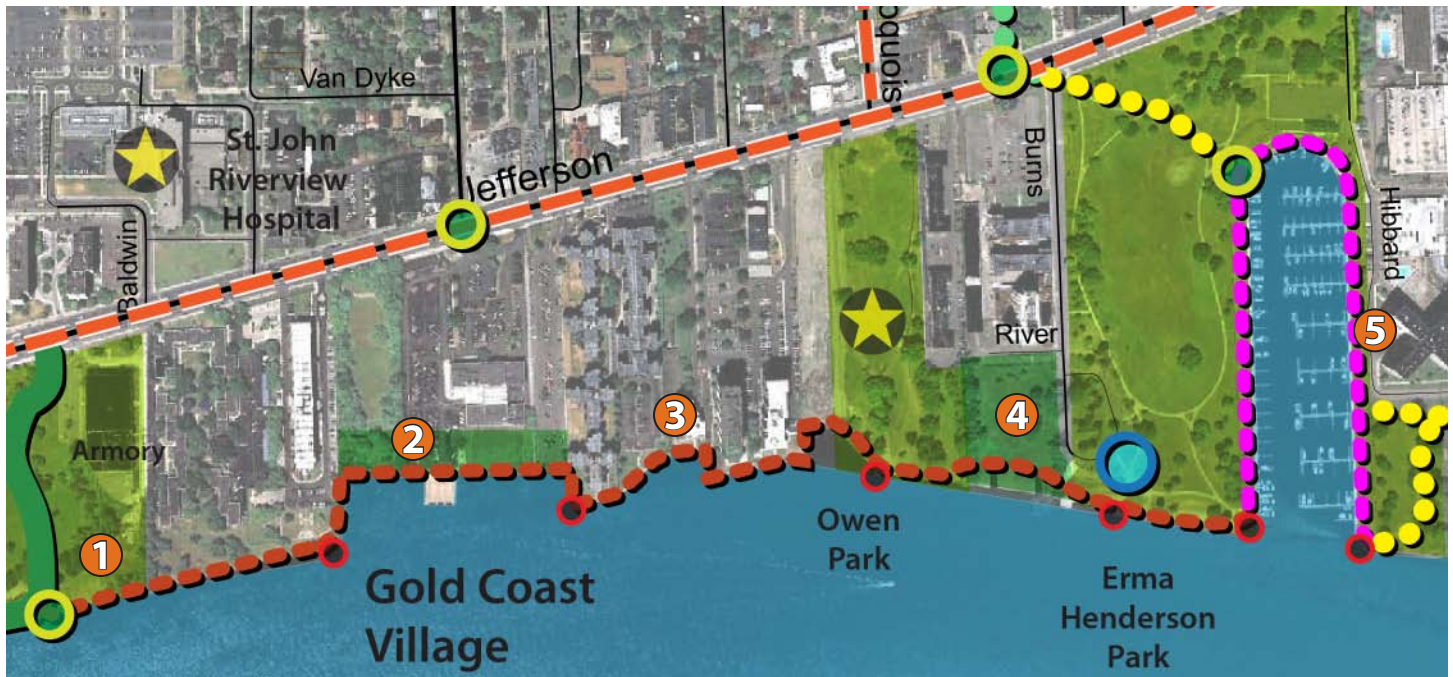 Van Dyke
St. John
Riverview
Hospital
Baldwin
Jefferson
oquois
Burns
Hibbard
River
Armory
1
2
3
4
5
Owen
Park
Gold Coast
Village
Erma
Henderson
Park